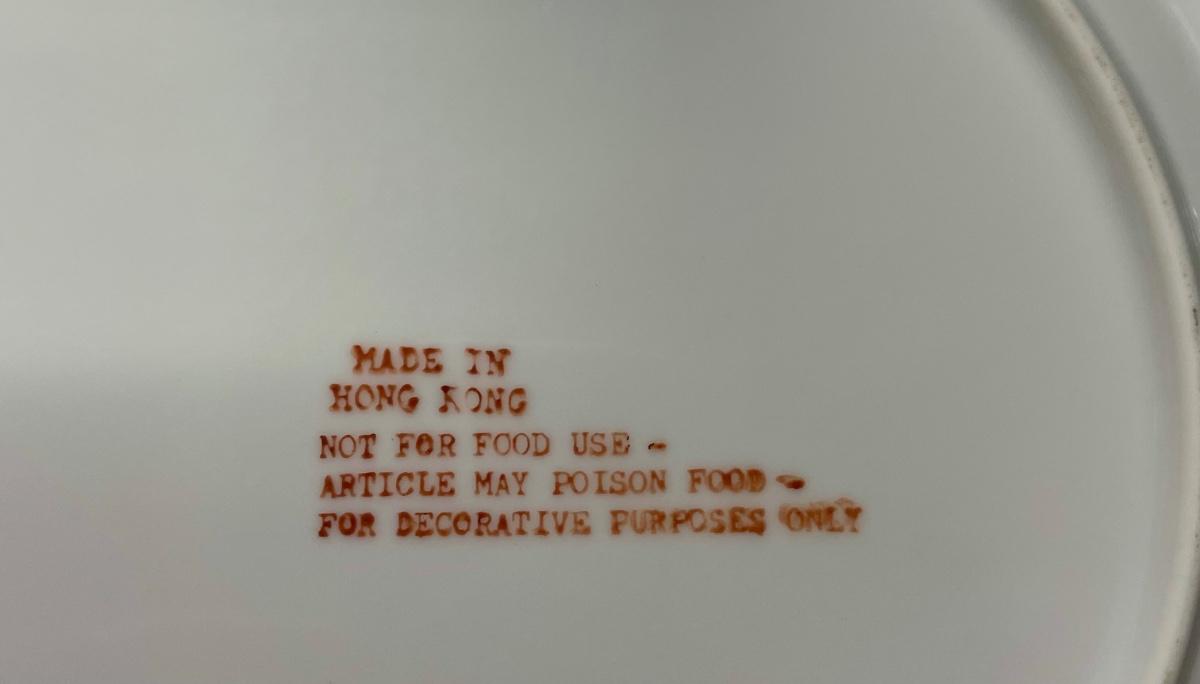 MADE IN
HONG KONG
NOT FOR FOOD USE -
ARTICLE MAY POISON FOOD -
FOR DECORATIVE PURPOSES ONLY